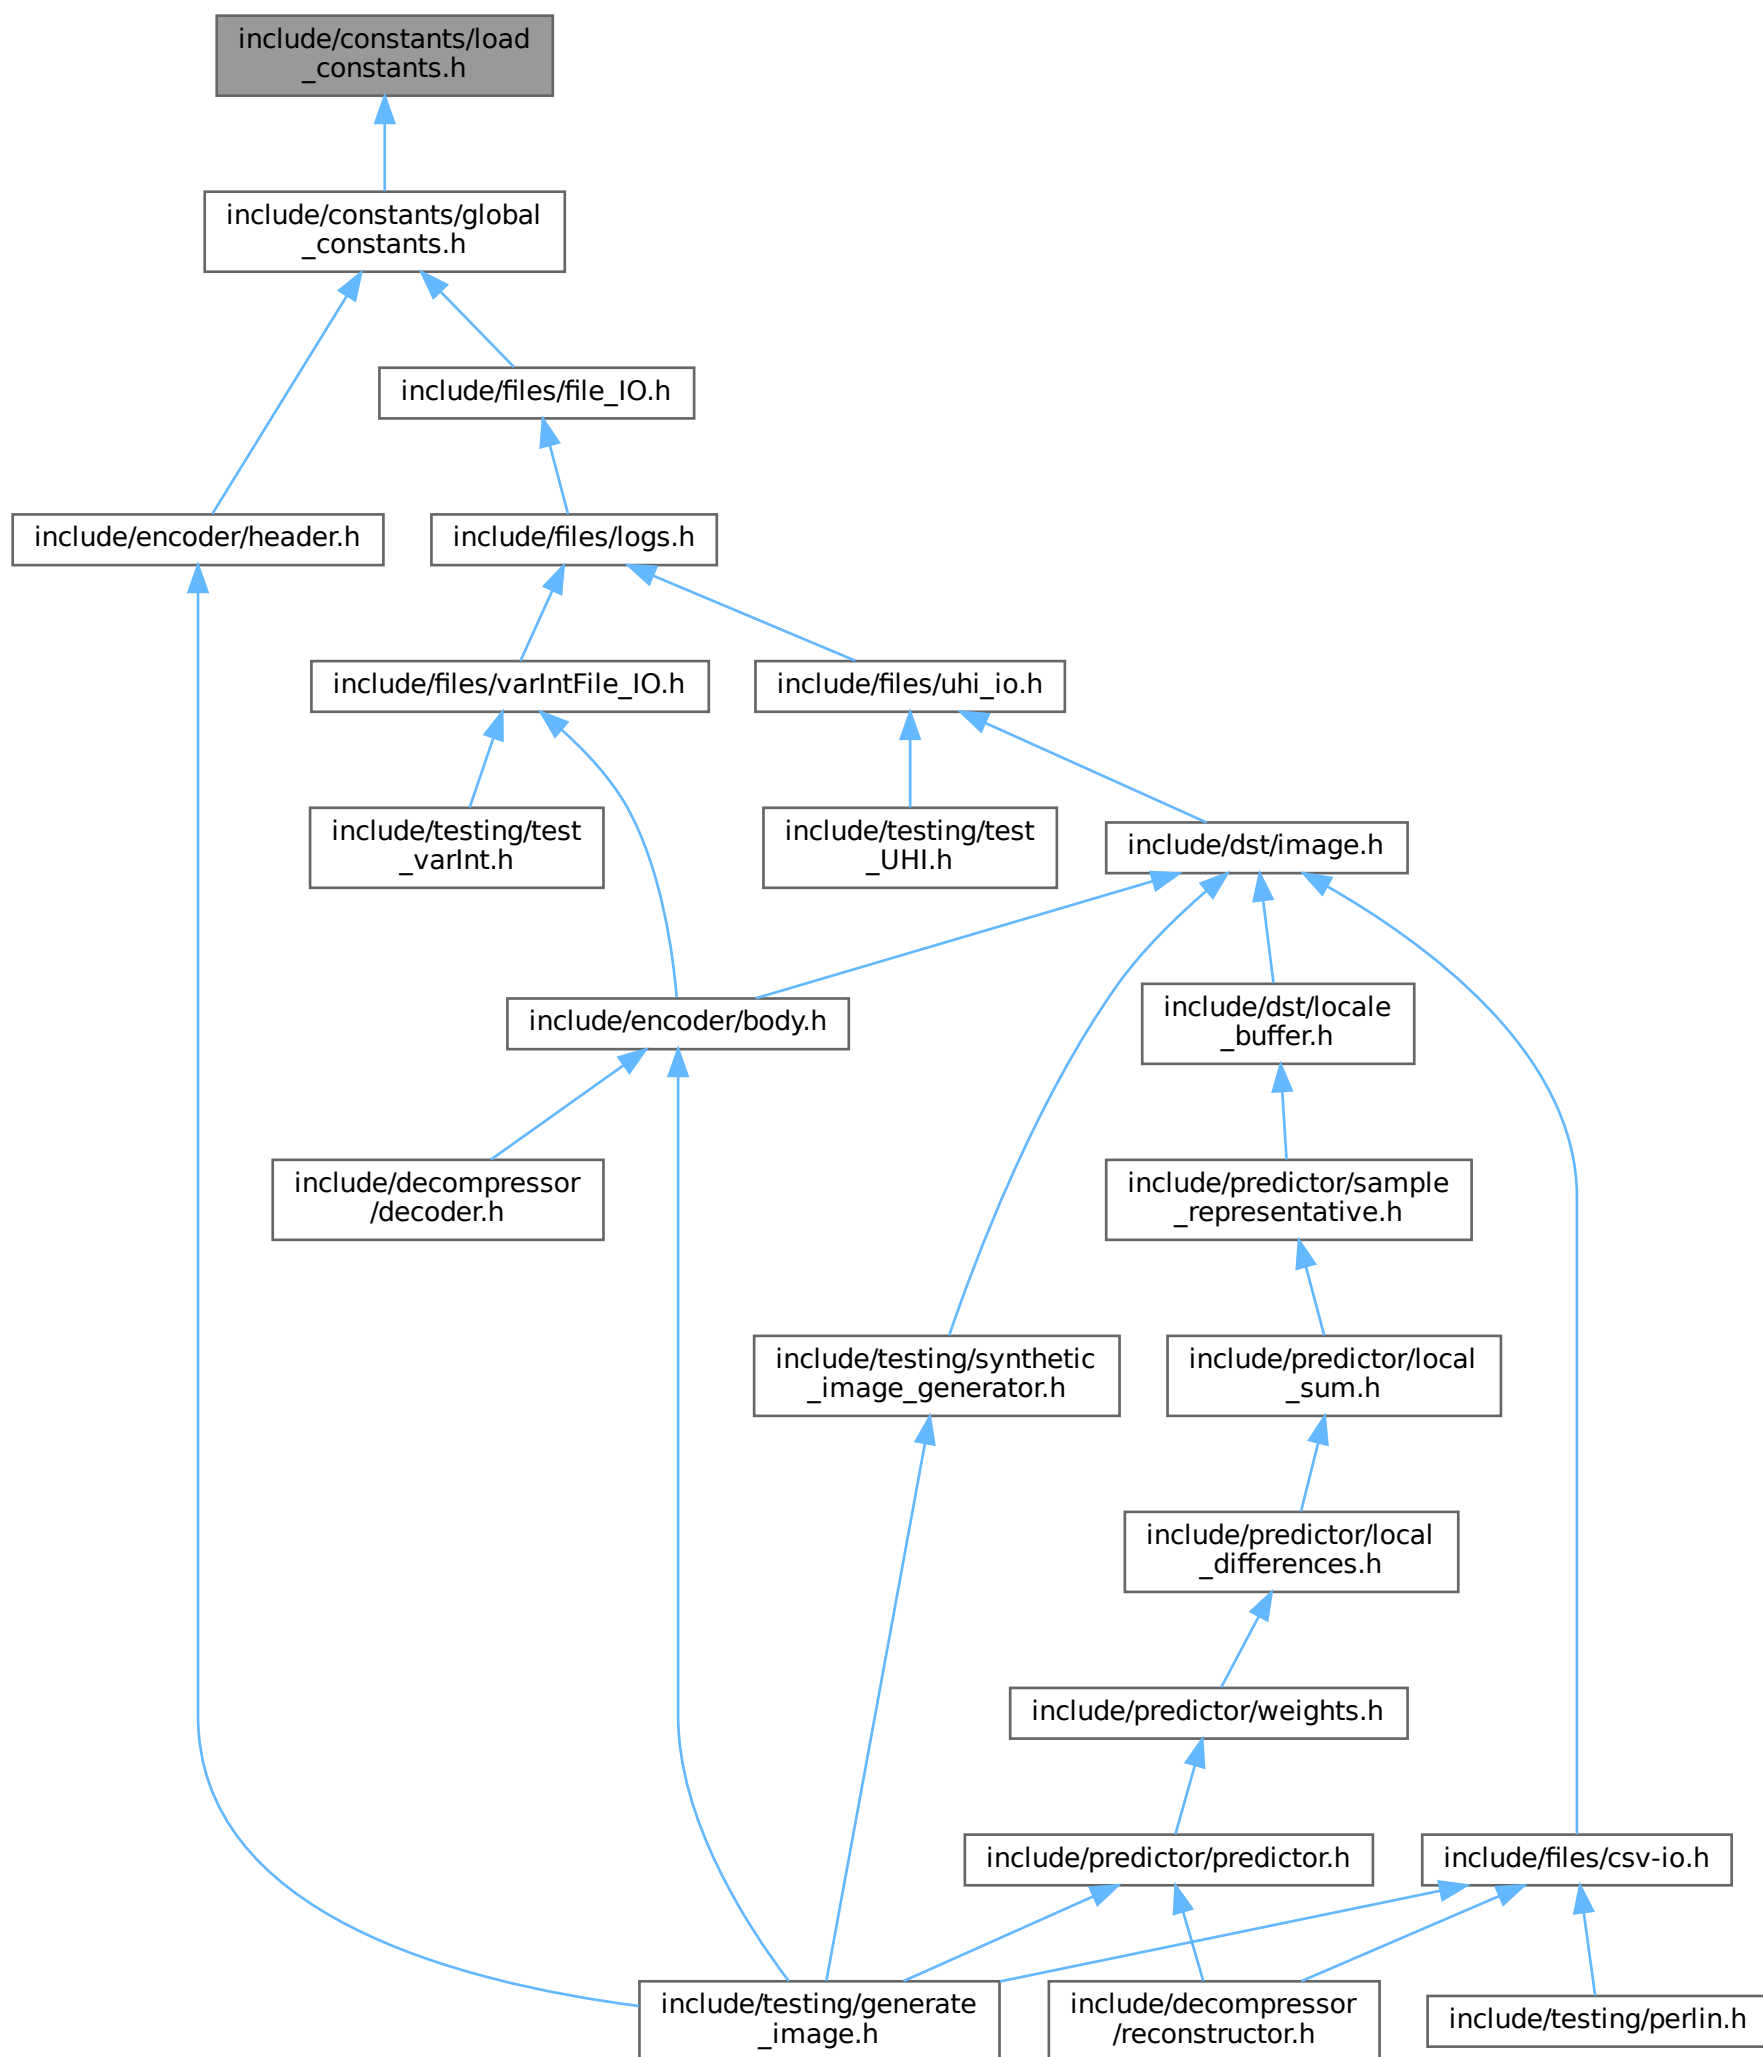 include/constants/load
_constants.h
include/constants/global
_constants.h
include/files/file_IO.h
include/encoder/header.h
include/files/logs.h
include/files/varIntFile_IO.h
include/files/uhi_io.h
include/testing/test
_varInt.h
include/testing/test
_UHI.h
include/dst/image.h
include/encoder/body.h
include/dst/locale
_buffer.h
include/decompressor
/decoder.h
include/predictor/sample
_representative.h
include/testing/synthetic
_image_generator.h
include/predictor/local
_sum.h
include/predictor/local
_differences.h
include/predictor/weights.h
include/predictor/predictor.h
include/files/csv-io.h
include/testing/generate
_image.h
include/decompressor
/reconstructor.h
include/testing/perlin.h